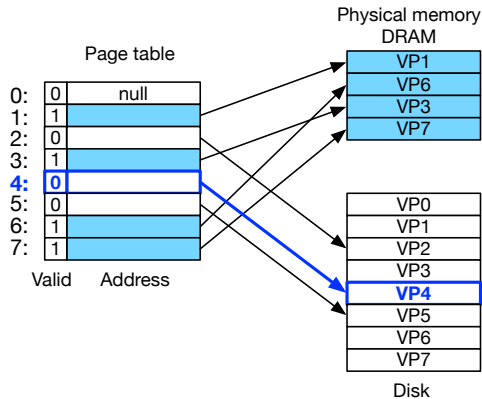 Physical memory
DRAM
Page table
VP1
VP6
VP3
VP7
0: 0 null
1: 1
2: 0
3: 1
4: 0
5: 0
6: 1
7: 1
Valid Address
VP0
VP1
VP2
VP3
VP4
VP5
VP6
VP7
Disk